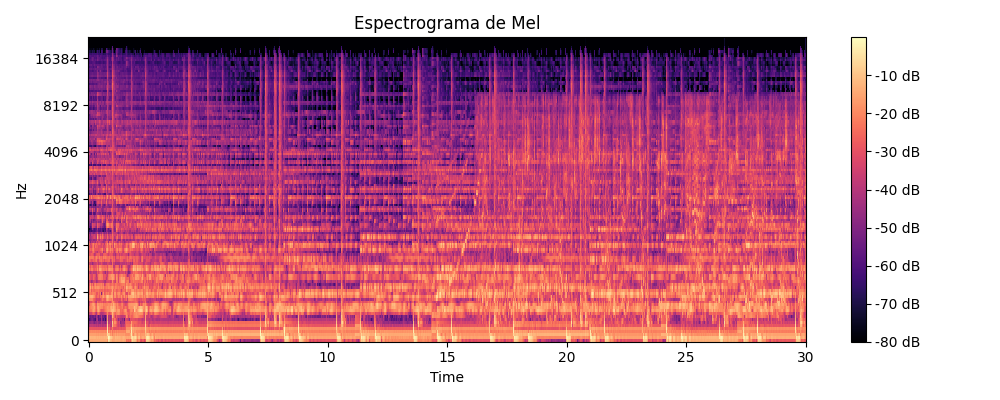 Espectrograma de Mel
Hz
16384
8192
4096
2048
1024
512
0
0 5 10 15 20 25 30
Time
-10 dB
-20 dB
-30 dB
-40 dB
-50 dB
-60 dB
-70 dB
-80 dB